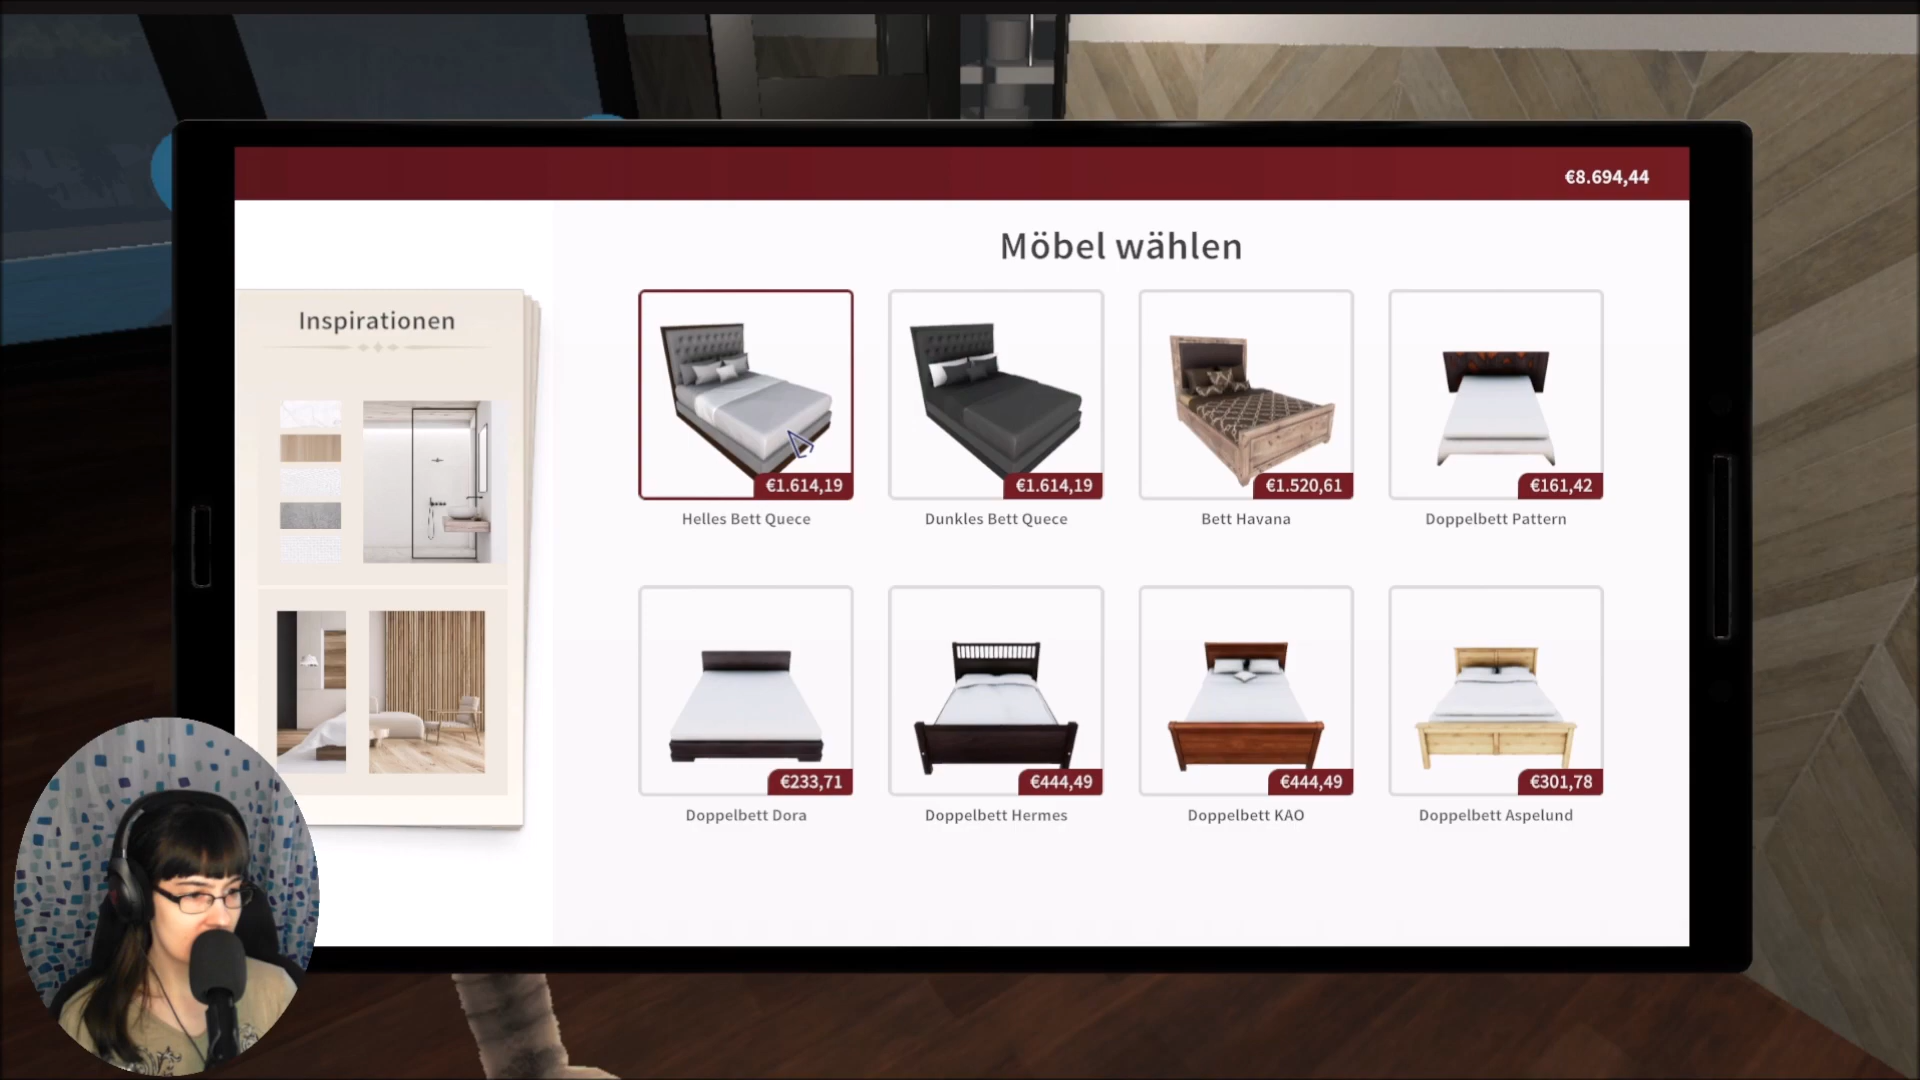 €8.694,44
Möbel wählen
Inspirationen
€1.614,19
€1.614,19
€1.520,61
€161,42
Helles Bett Quece
Dunkles Bett Quece
Bett Havana
Doppelbett Pattern
€233,71
€444,49
€444,49
€301,78
Doppelbett Dora
Doppelbett Hermes
Doppelbett KAO
Doppelbett Aspelund